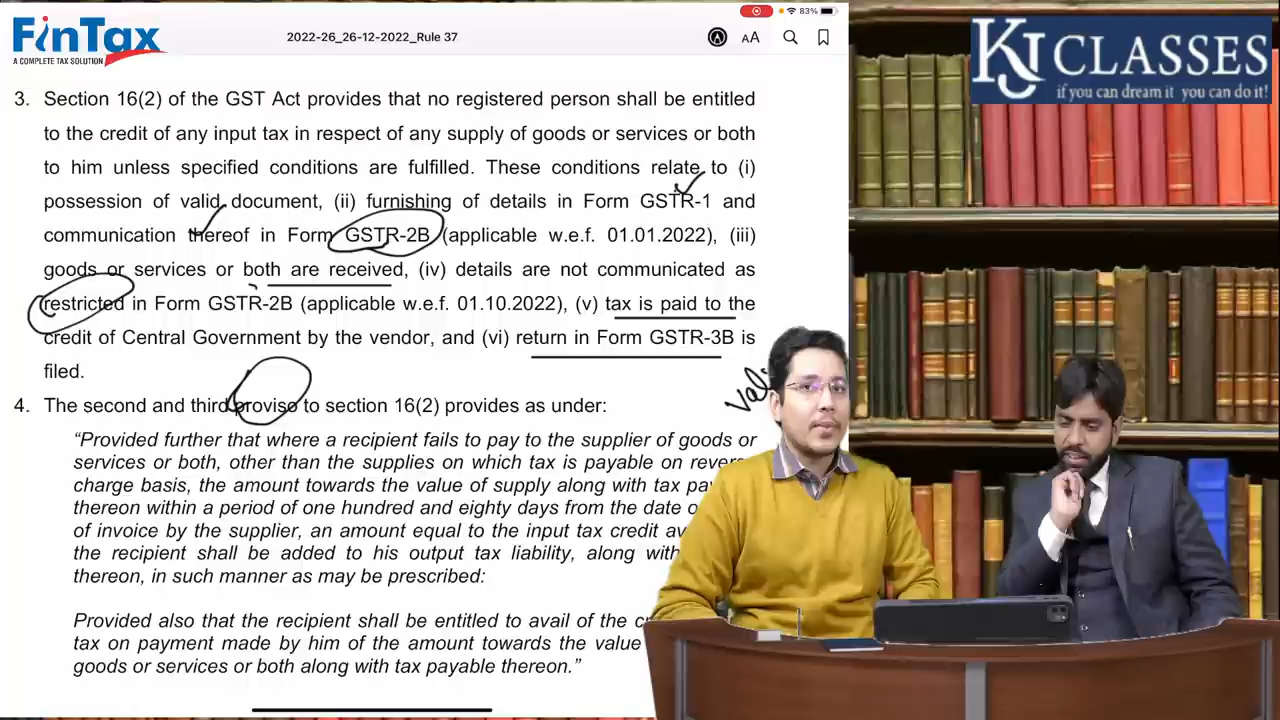 FinTax
A COMPLETE TAX SOLUTION
2022-26_26-12-2022_Rule 37
AA
83%
KJ CLASSES
if you can dream it you can do it!
3. Section 16(2) of the GST Act provides that no registered person shall be entitled
to the credit of any input tax in respect of any supply of goods or services or both
to him unless specified conditions are fulfilled. These conditions relate to (i)
possession of valid document, (ii) furnishing of details in Form GSTR-1 and
communication thereof in Form GSTR-2B (applicable w.e.f. 01.01.2022), (iii)
goods or services or both are received, (iv) details are not communicated as
restricted in Form GSTR-2B (applicable w.e.f. 01.10.2022), (v) tax is paid to the
credit of Central Government by the vendor, and (vi) return in Form GSTR-3B is
filed.
4. The second and third proviso to section 16(2) provides as under:
“Provided further that where a recipient fails to pay to the supplier of goods or
services or both, other than the supplies on which tax is payable on
charge basis, the amount towards the value of supply along with tax
thereon within a period of one hundred and eighty days from the date
of invoice by the supplier, an amount equal to the input tax credit
the recipient shall be added to his output tax liability, along with
thereon, in such manner as may be prescribed:
Provided also that the recipient shall be entitled to avail of the
tax on payment made by him of the amount towards the value
goods or services or both along with tax payable thereon.”